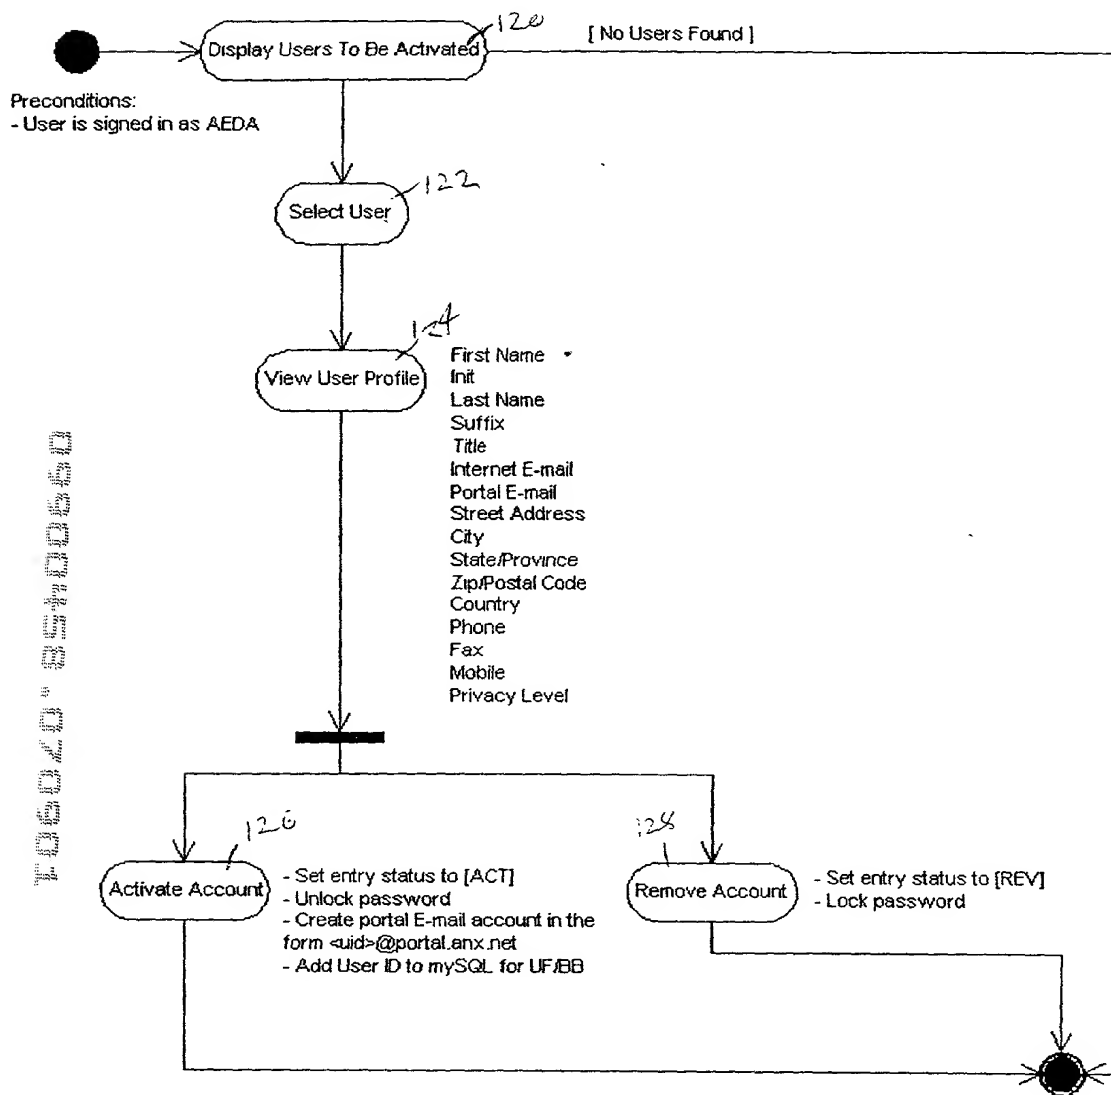 120
[ No Users Found ]
Display Users To Be Activated
Preconditions:
- User is signed in as AEDA
122
Select User
124
View User Profile
First Name
Init
Last Name
Suffix
Title
Internet E-mail
Portal E-mail
Street Address
City
State/Province
Zip/Postal Code
Country
Phone
Fax
Mobile
Privacy Level
09900458.070901
126
Activate Account
- Set entry status to [ACT]
- Unlock password
- Create portal E-mail account in the
form <uid>@portal.anx.net
- Add User ID to mySQL for UF/BB
128
Remove Account
- Set entry status to [REV]
- Lock password